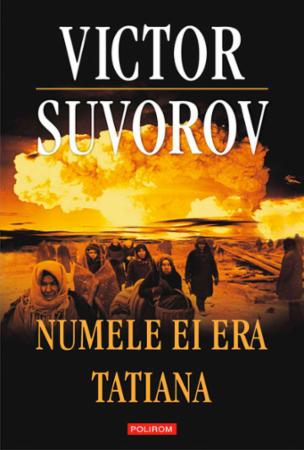 VICTOR
SUVOROV
NUMELE EI ERA
TATIANA
POLIROM